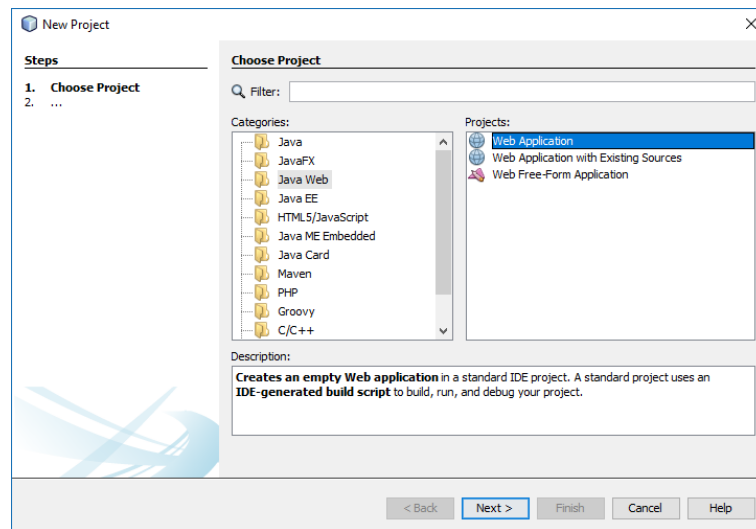 New Project
Steps
1. Choose Project
2. ...
Choose Project
Filter:
Categories:
Java
JavaFX
Java Web
Java EE
HTML5/JavaScript
Java ME Embedded
Java Card
Maven
PHP
Groovy
C/C++
Projects:
Web Application
Web Application with Existing Sources
Web Free-Form Application
Description:
Creates an empty Web application in a standard IDE project. A standard project uses an
IDE-generated build script to build, run, and debug your project.
< Back
Next >
Finish
Cancel
Help